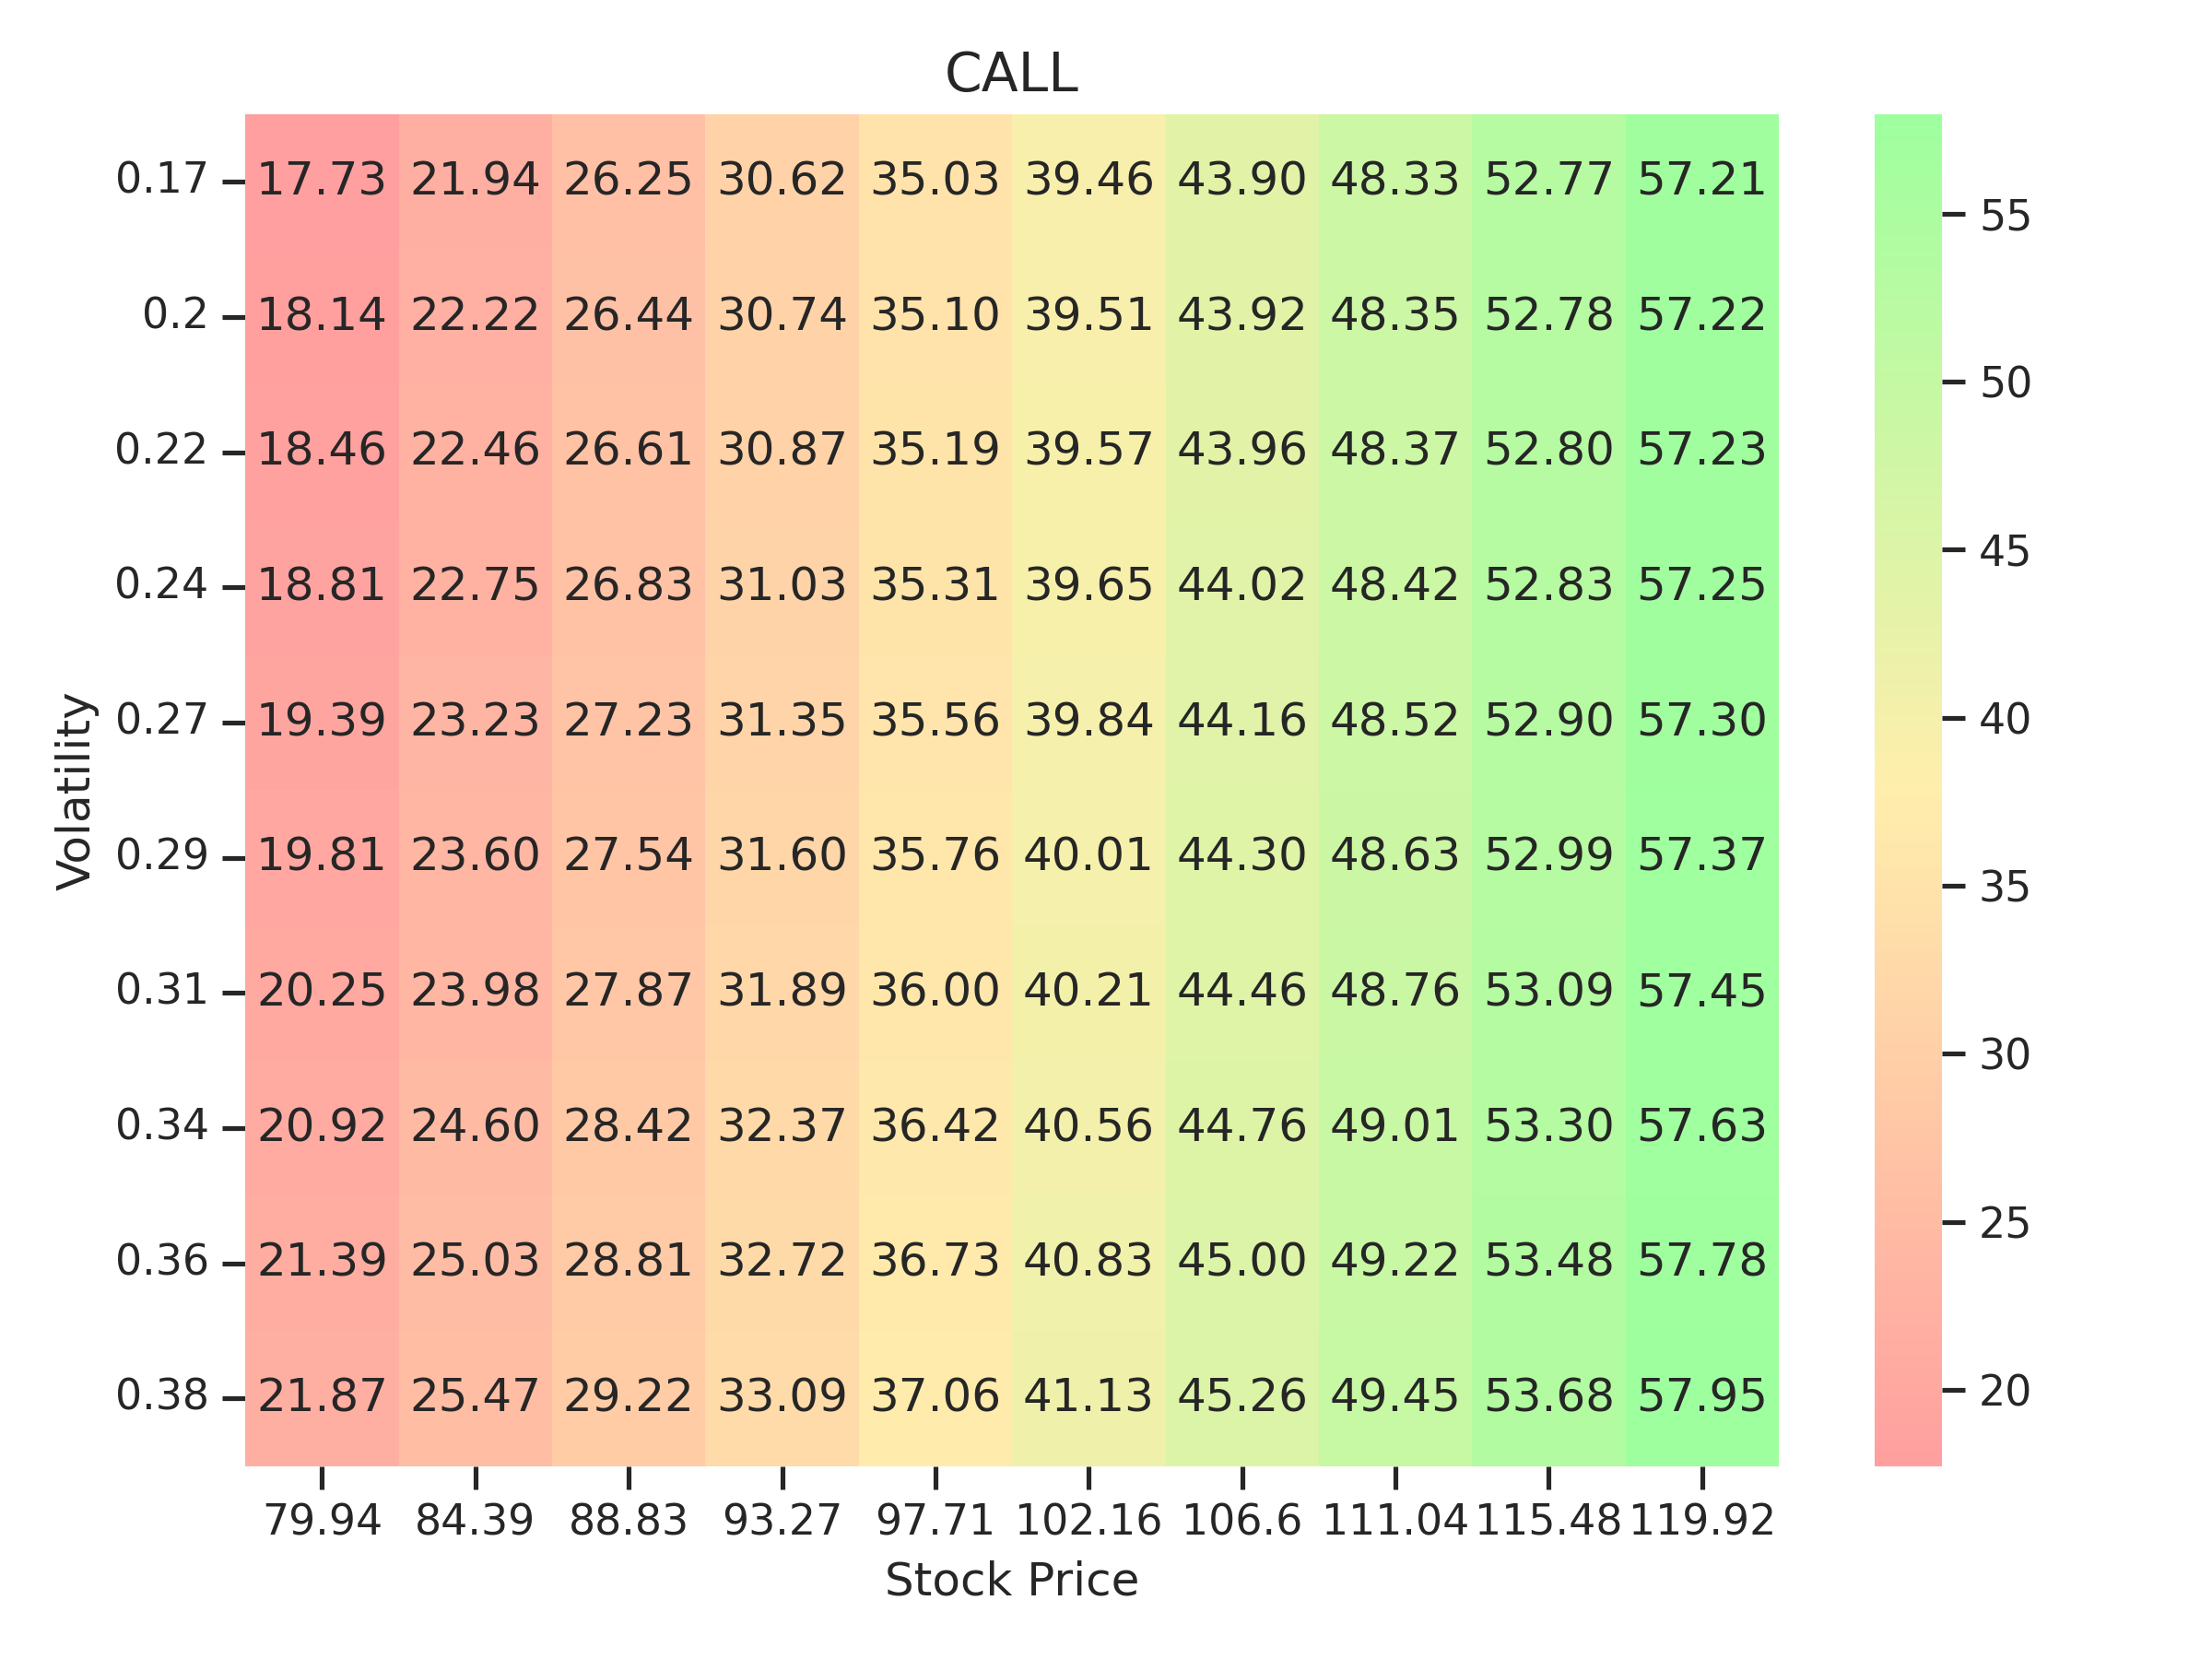 CALL
0.17 17.73 21.94 26.25 30.62 35.03 39.46 43.90 48.33 52.77 57.21
0.2 18.14 22.22 26.44 30.74 35.10 39.51 43.92 48.35 52.78 57.22
0.22 18.46 22.46 26.61 30.87 35.19 39.57 43.96 48.37 52.80 57.23
0.24 18.81 22.75 26.83 31.03 35.31 39.65 44.02 48.42 52.83 57.25
0.27 19.39 23.23 27.23 31.35 35.56 39.84 44.16 48.52 52.90 57.30
0.29 19.81 23.60 27.54 31.60 35.76 40.01 44.30 48.63 52.99 57.37
0.31 20.25 23.98 27.87 31.89 36.00 40.21 44.46 48.76 53.09 57.45
0.34 20.92 24.60 28.42 32.37 36.42 40.56 44.76 49.01 53.30 57.63
0.36 21.39 25.03 28.81 32.72 36.73 40.83 45.00 49.22 53.48 57.78
0.38 21.87 25.47 29.22 33.09 37.06 41.13 45.26 49.45 53.68 57.95
79.94 84.39 88.83 93.27 97.71 102.16 106.6 111.04 115.48 119.92
Stock Price
Volatility
55
50
45
40
35
30
25
20